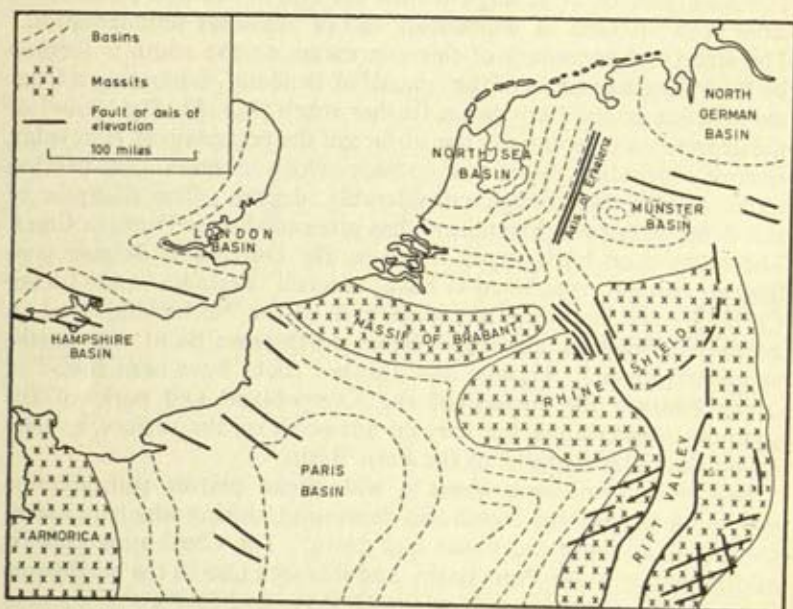 Basins
Massifs
Fault or axis of
elevation
100 miles
NORTH
GERMAN
BASIN
NORTH SEA
BASIN
Axis of Erkelenz
MUNSTER
BASIN
LONDON
BASIN
HAMPSHIRE
BASIN
MASSIF OF BRABANT
RHINE SHIELD
PARIS
BASIN
RIFT VALLEY
ARMORICA